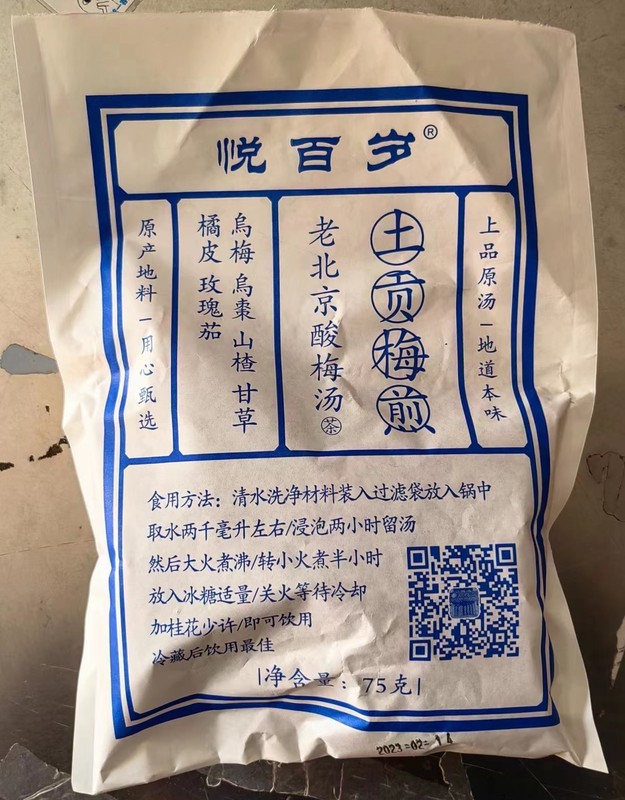 悦百岁®
上品原汤—地道本味
土贡梅煎
老北京酸梅汤茶
烏梅 烏棗 山楂 甘草
橘皮 玫瑰茄
原产地料—用心甄选
食用方法：清水洗净材料装入过滤袋放入锅中
取水两千毫升左右/浸泡两小时留汤
然后大火煮沸/转小火煮半小时
放入冰糖适量/关火等待冷却
加桂花少许/即可饮用
冷藏后饮用最佳
|净含量：75克|
2023-02-14